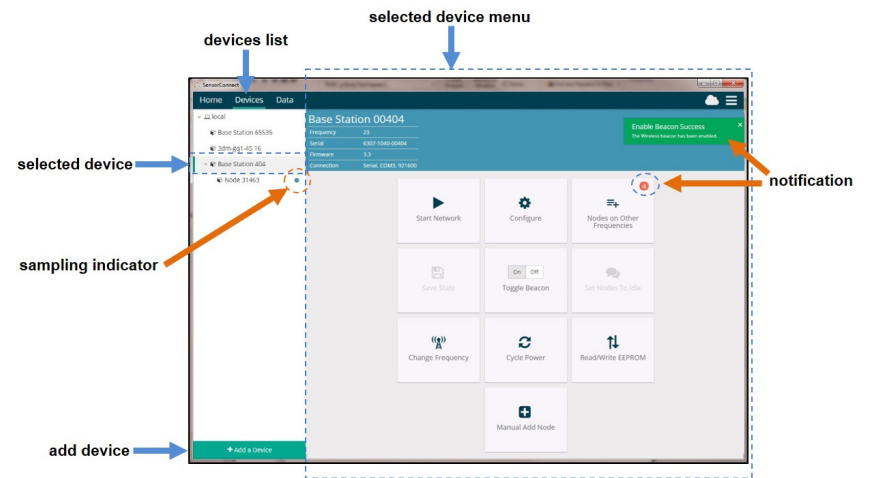 selected device menu
devices list
SensorConnect
Home Devices Data
local
Base Station 65535
3dm-gq1-45 16
Base Station 404
Node 31463
Base Station 00404
Frequency 23
Serial 6307-1040-00404
Firmware 3.3
Connection Serial, COM3, 921600
Enable Beacon Success
The Wireless beacon has been enabled.
selected device
notification
sampling indicator
Start Network
Configure
Nodes on Other
Frequencies
Save State
On Off
Toggle Beacon
Set Nodes To Idle
Change Frequency
Cycle Power
Read/Write EEPROM
Manual Add Node
add device
+ Add a Device